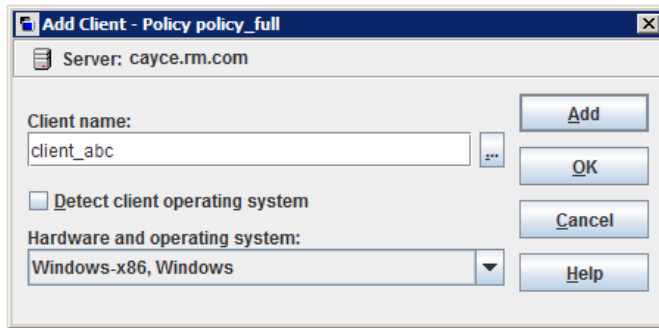 Add Client - Policy policy_full
Server: cayce.rm.com
Client name:
client_abc
...
Detect client operating system
Hardware and operating system:
Windows-x86, Windows
Add
OK
Cancel
Help